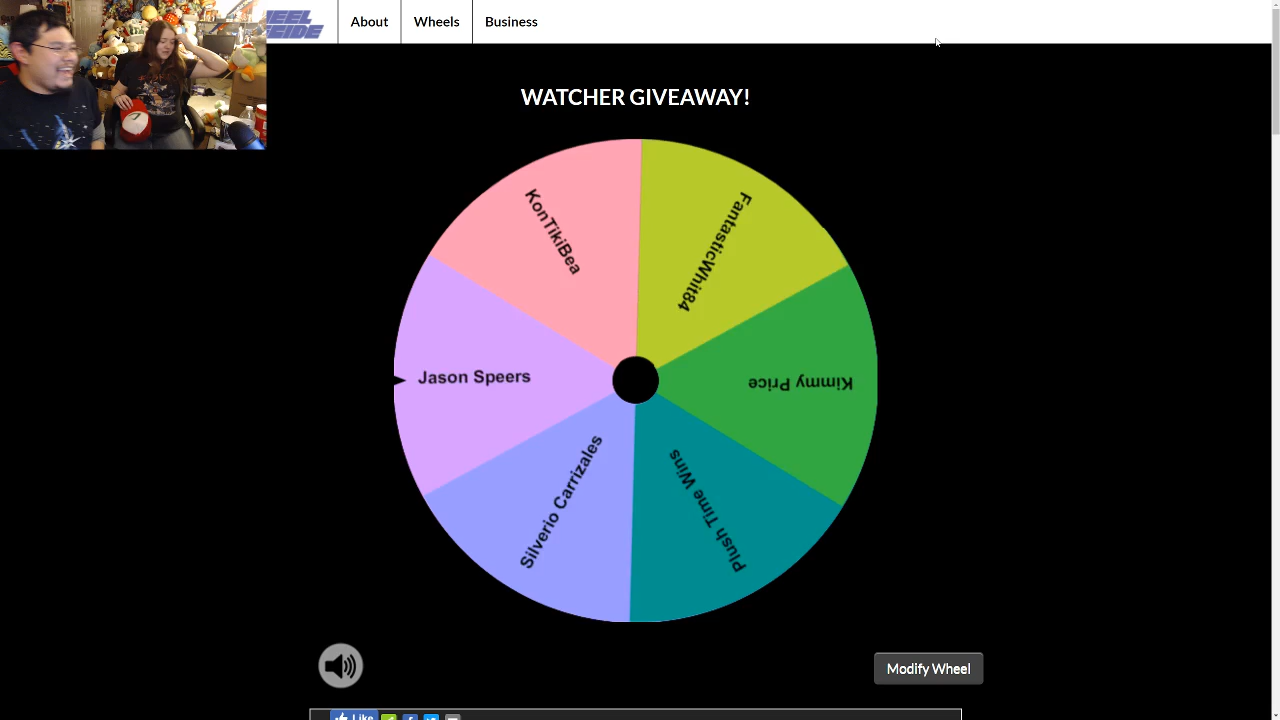 About
Wheels
Business
WATCHER GIVEAWAY!
KonTikiBea
FantasticWhit84
Jason Speers
Kimmy Price
Silverio Carrizales
Plush Time Wins
Modify Wheel
Like